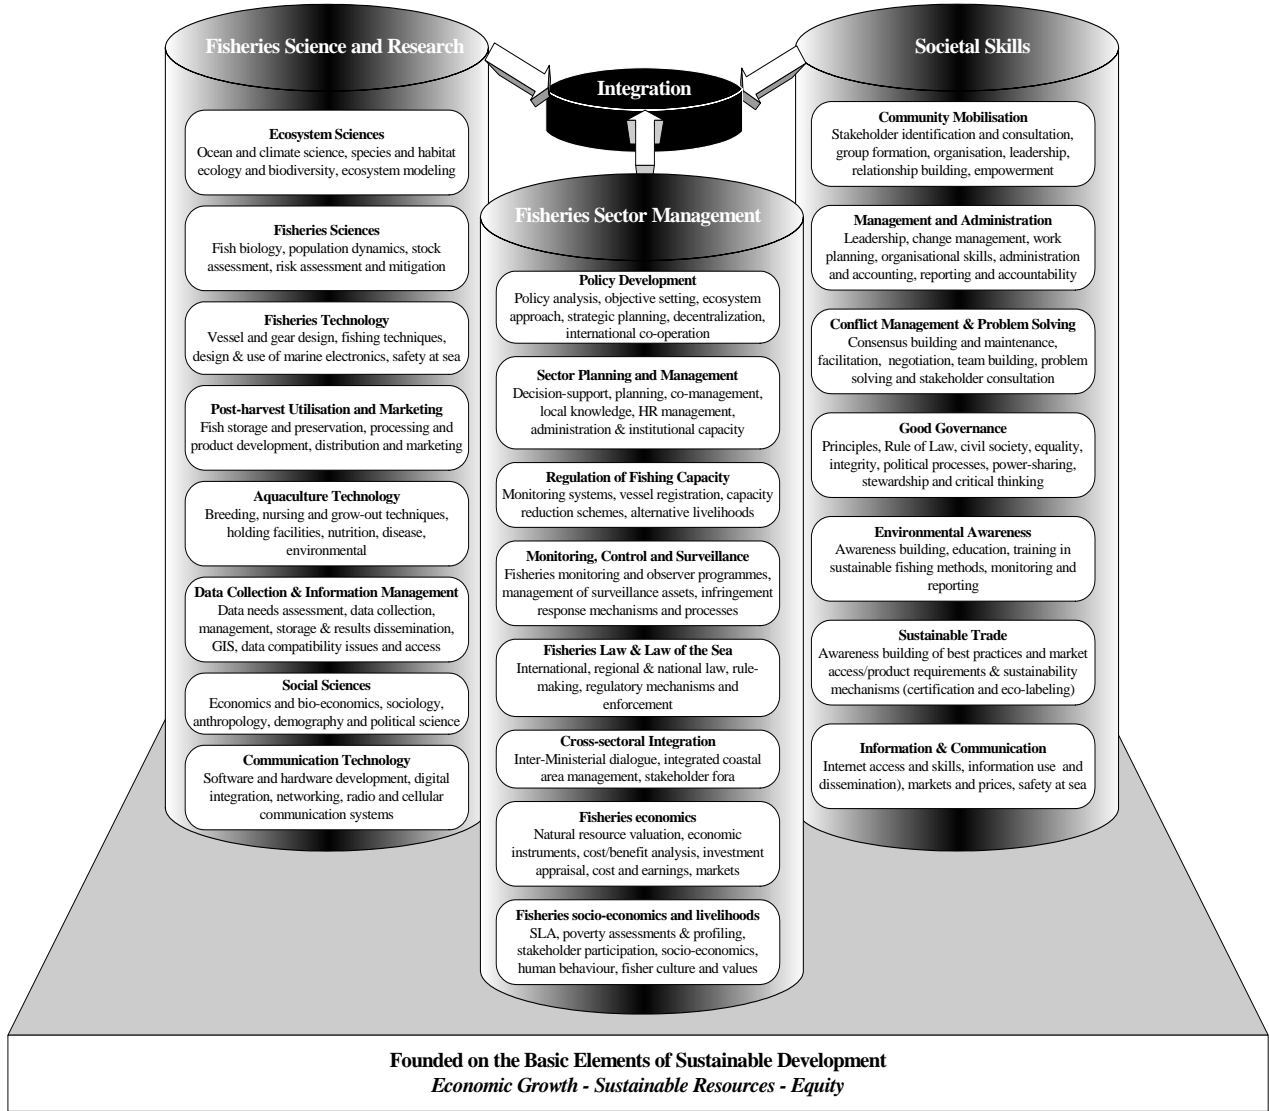 Fisheries Science and Research
Ecosystem Sciences
Ocean and climate science, species and habitat
ecology and biodiversity, ecosystem modeling
Fisheries Sciences
Fish biology, population dynamics, stock
assessment, risk assessment and mitigation
Fisheries Technology
Vessel and gear design, fishing techniques,
design & use of marine electronics, safety at sea
Post-harvest Utilisation and Marketing
Fish storage and preservation, processing and
product development, distribution and marketing
Aquaculture Technology
Breeding, nursing and grow-out techniques,
holding facilities, nutrition, disease,
environmental
Data Collection & Information Management
Data needs assessment, data collection,
management, storage & results dissemination,
GIS, data compatibility issues and access
Social Sciences
Economics and bio-economics, sociology,
anthropology, demography and political science
Communication Technology
Software and hardware development, digital
integration, networking, radio and cellular
communication systems
Integration
Fisheries Sector Management
Policy Development
Policy analysis, objective setting, ecosystem
approach, strategic planning, decentralization,
international co-operation
Sector Planning and Management
Decision-support, planning, co-management,
local knowledge, HR management,
administration & institutional capacity
Regulation of Fishing Capacity
Monitoring systems, vessel registration, capacity
reduction schemes, alternative livelihoods
Monitoring, Control and Surveillance
Fisheries monitoring and observer programmes,
management of surveillance assets, infringement
response mechanisms and processes
Fisheries Law & Law of the Sea
International, regional & national law, rule-
making, regulatory mechanisms and
enforcement
Cross-sectoral Integration
Inter-Ministerial dialogue, integrated coastal
area management, stakeholder fora
Fisheries economics
Natural resource valuation, economic
instruments, cost/benefit analysis, investment
appraisal, cost and earnings, markets
Fisheries socio-economics and livelihoods
SLA, poverty assessments & profiling,
stakeholder participation, socio-economics,
human behaviour, fisher culture and values
Societal Skills
Community Mobilisation
Stakeholder identification and consultation,
group formation, organisation, leadership,
relationship building, empowerment
Management and Administration
Leadership, change management, work
planning, organisational skills, administration
and accounting, reporting and accountability
Conflict Management & Problem Solving
Consensus building and maintenance,
facilitation, negotiation, team building, problem
solving and stakeholder consultation
Good Governance
Principles, Rule of Law, civil society, equality,
integrity, political processes, power-sharing,
stewardship and critical thinking
Environmental Awareness
Awareness building, education, training in
sustainable fishing methods, monitoring and
reporting
Sustainable Trade
Awareness building of best practices and market
access/product requirements & sustainability
mechanisms (certification and eco-labeling)
Information & Communication
Internet access and skills, information use and
dissemination), markets and prices, safety at sea
Founded on the Basic Elements of Sustainable Development
Economic Growth - Sustainable Resources - Equity